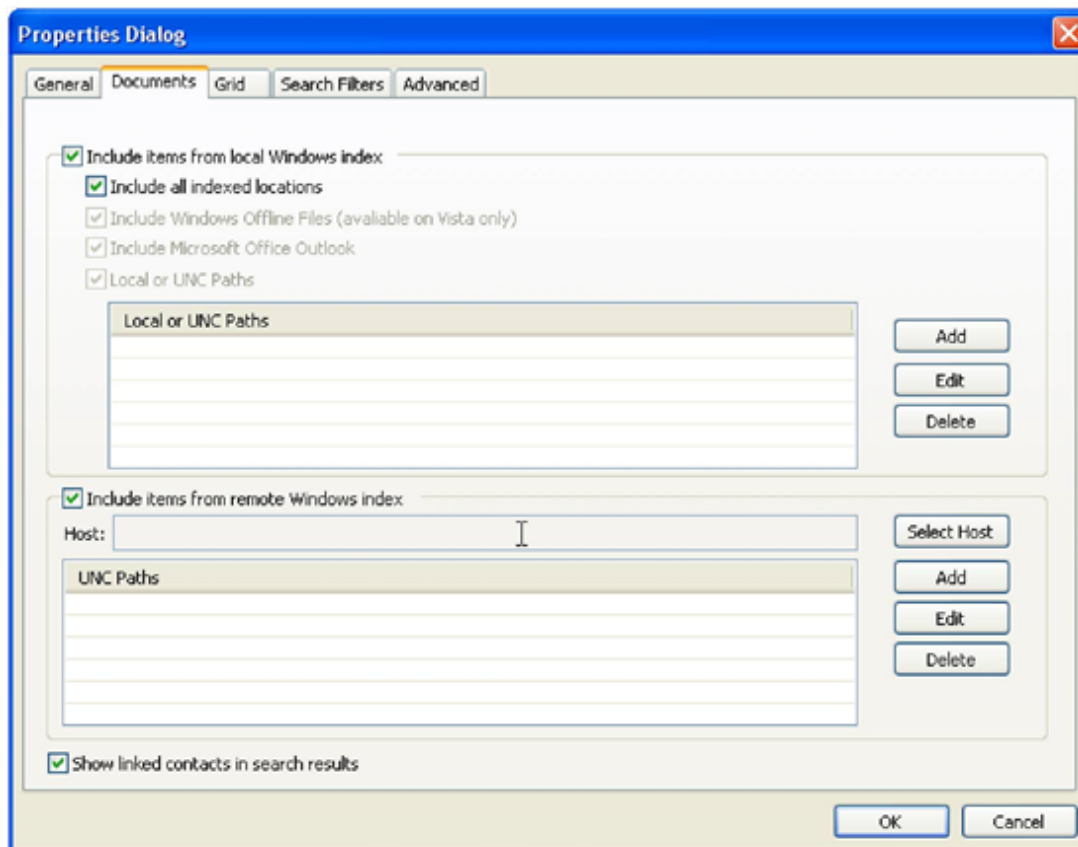 Properties Dialog
General Documents Grid Search Filters Advanced
Include items from local Windows index
Include all indexed locations
Include Windows Offline Files (avaliable on Vista only)
Include Microsoft Office Outlook
Local or UNC Paths
Local or UNC Paths
Add
Edit
Delete
Include items from remote Windows index
Host:
Select Host
UNC Paths
Add
Edit
Delete
Show linked contacts in search results
OK Cancel